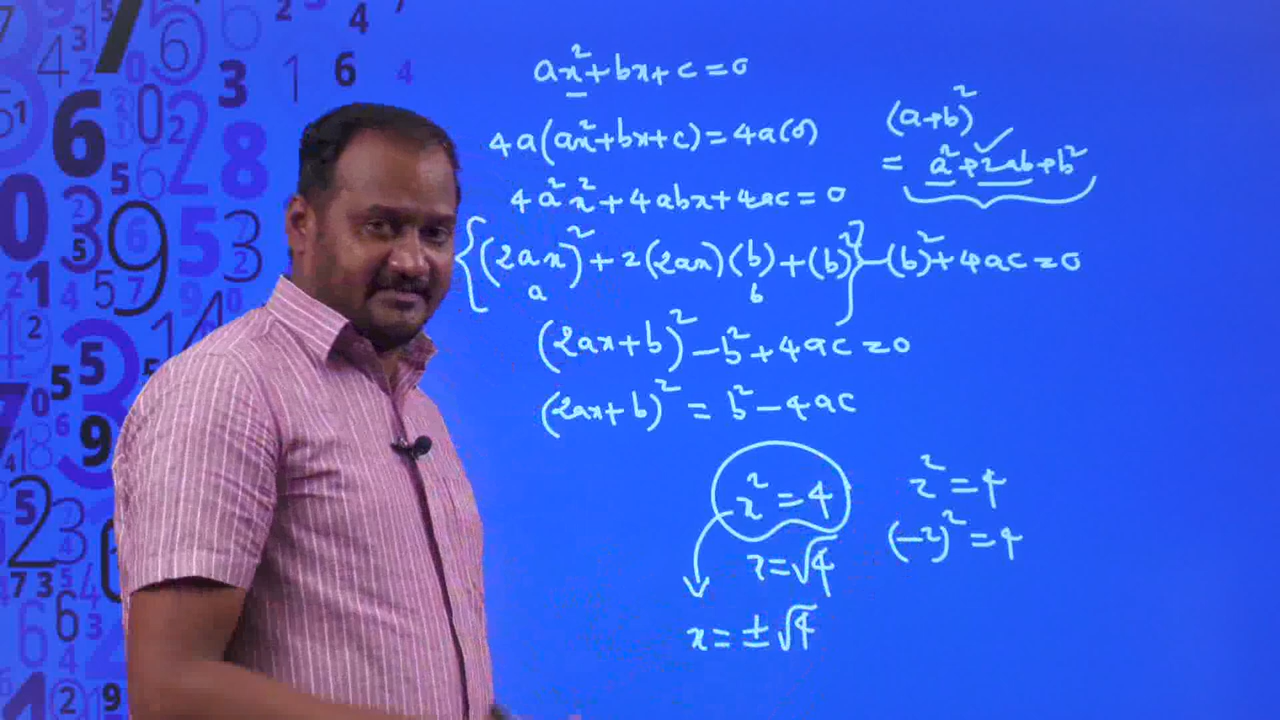 ax²+bx+c=0
4a(ax²+bx+c)=4a(0)
4a²x²+4abx+4ac=0
{(2ax)²+2(2ax)(b)+(b)²}-(b)²+4ac=0
a b
(2ax+b)²-b²+4ac=0
(2ax+b)²=b²-4ac
x²=4
x=√4
x=±√4
(a+b)²
= a²+2ab+b²
2²=4
(-2)²=4